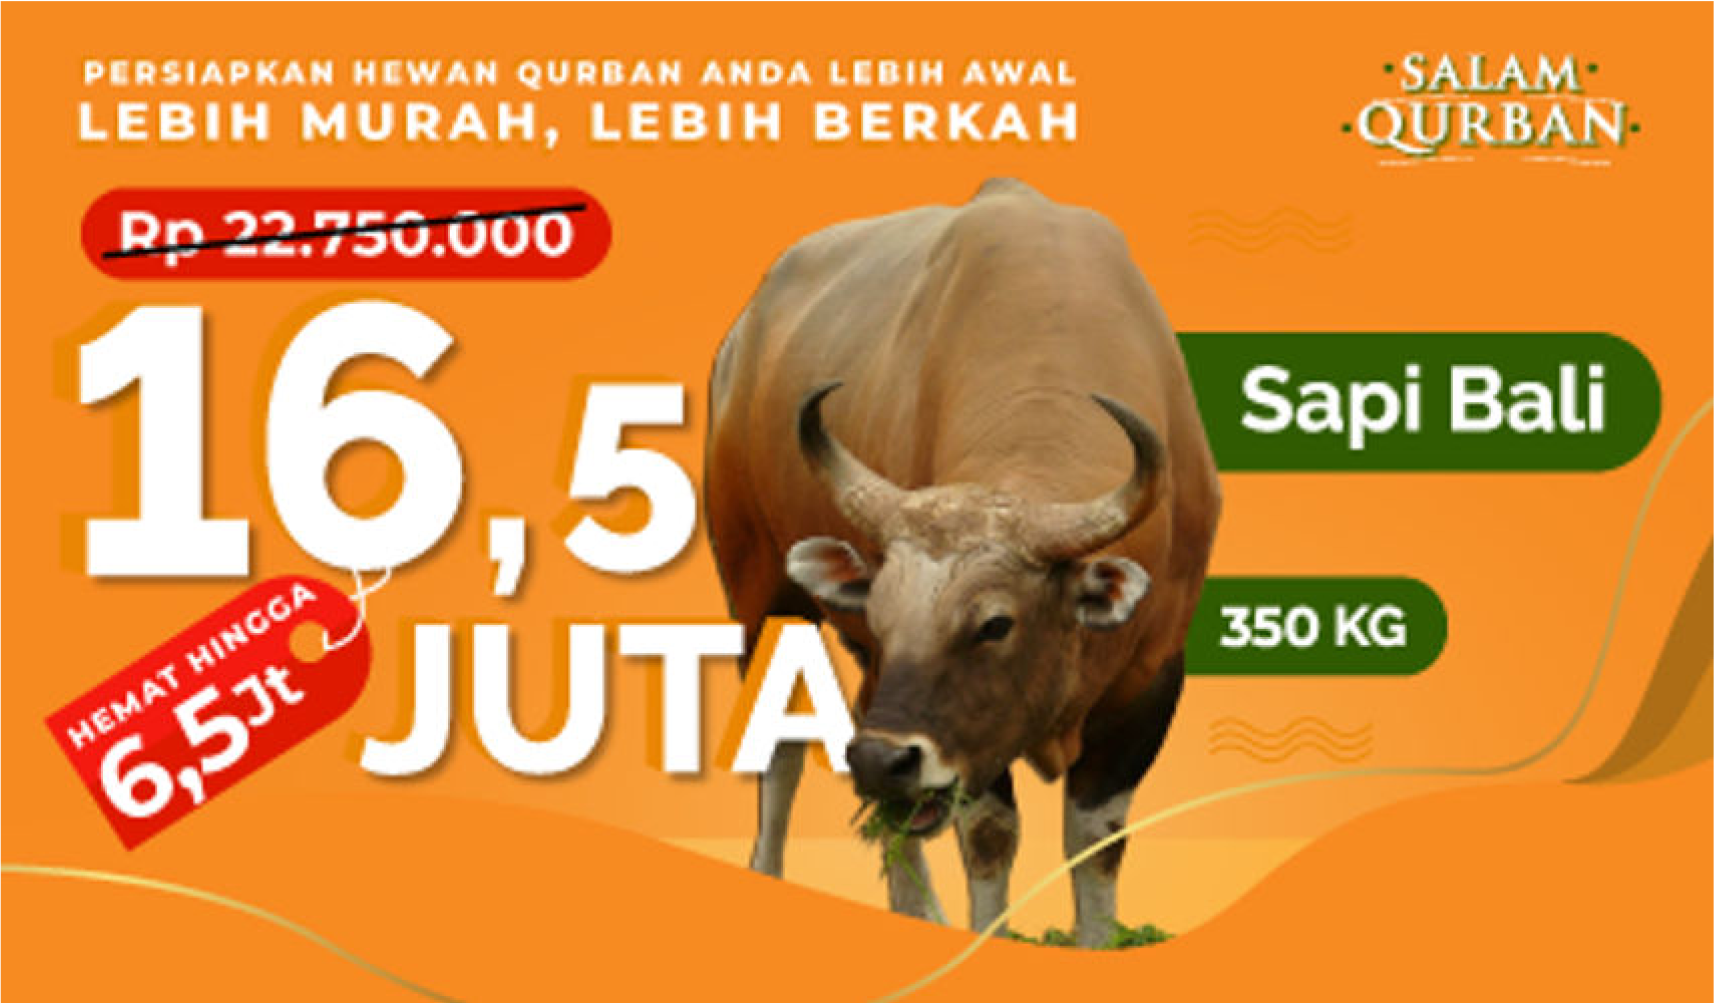 PERSIAPKAN HEWAN QURBAN ANDA LEBIH AWAL
LEBIH MURAH, LEBIH BERKAH
SALAM
QURBAN
Rp 22.750.000
16,5
JUTA
HEMAT HINGGA
6,5Jt
Sapi Bali
350 KG